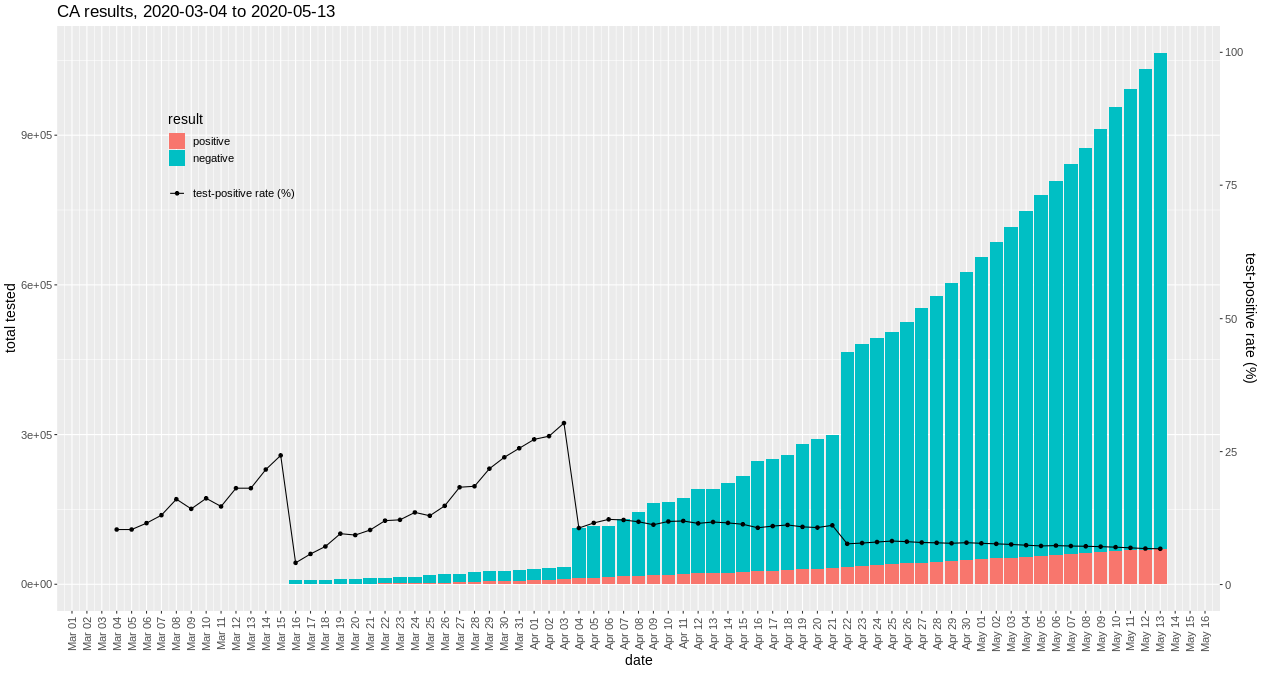 CA results, 2020-03-04 to 2020-05-13
result
positive
negative
test-positive rate (%)
total tested
9e+05
6e+05
3e+05
0e+00
100
75
50
25
0
test-positive rate (%)
Mar 01
Mar 02
Mar 03
Mar 04
Mar 05
Mar 06
Mar 07
Mar 08
Mar 09
Mar 10
Mar 11
Mar 12
Mar 13
Mar 14
Mar 15
Mar 16
Mar 17
Mar 18
Mar 19
Mar 20
Mar 21
Mar 22
Mar 23
Mar 24
Mar 25
Mar 26
Mar 27
Mar 28
Mar 29
Mar 30
Mar 31
Apr 01
Apr 02
Apr 03
Apr 04
Apr 05
Apr 06
Apr 07
Apr 08
Apr 09
Apr 10
Apr 11
Apr 12
Apr 13
Apr 14
Apr 15
Apr 16
Apr 17
Apr 18
Apr 19
Apr 20
Apr 21
Apr 22
Apr 23
Apr 24
Apr 25
Apr 26
Apr 27
Apr 28
Apr 29
Apr 30
May 01
May 02
May 03
May 04
May 05
May 06
May 07
May 08
May 09
May 10
May 11
May 12
May 13
May 14
May 15
May 16
date